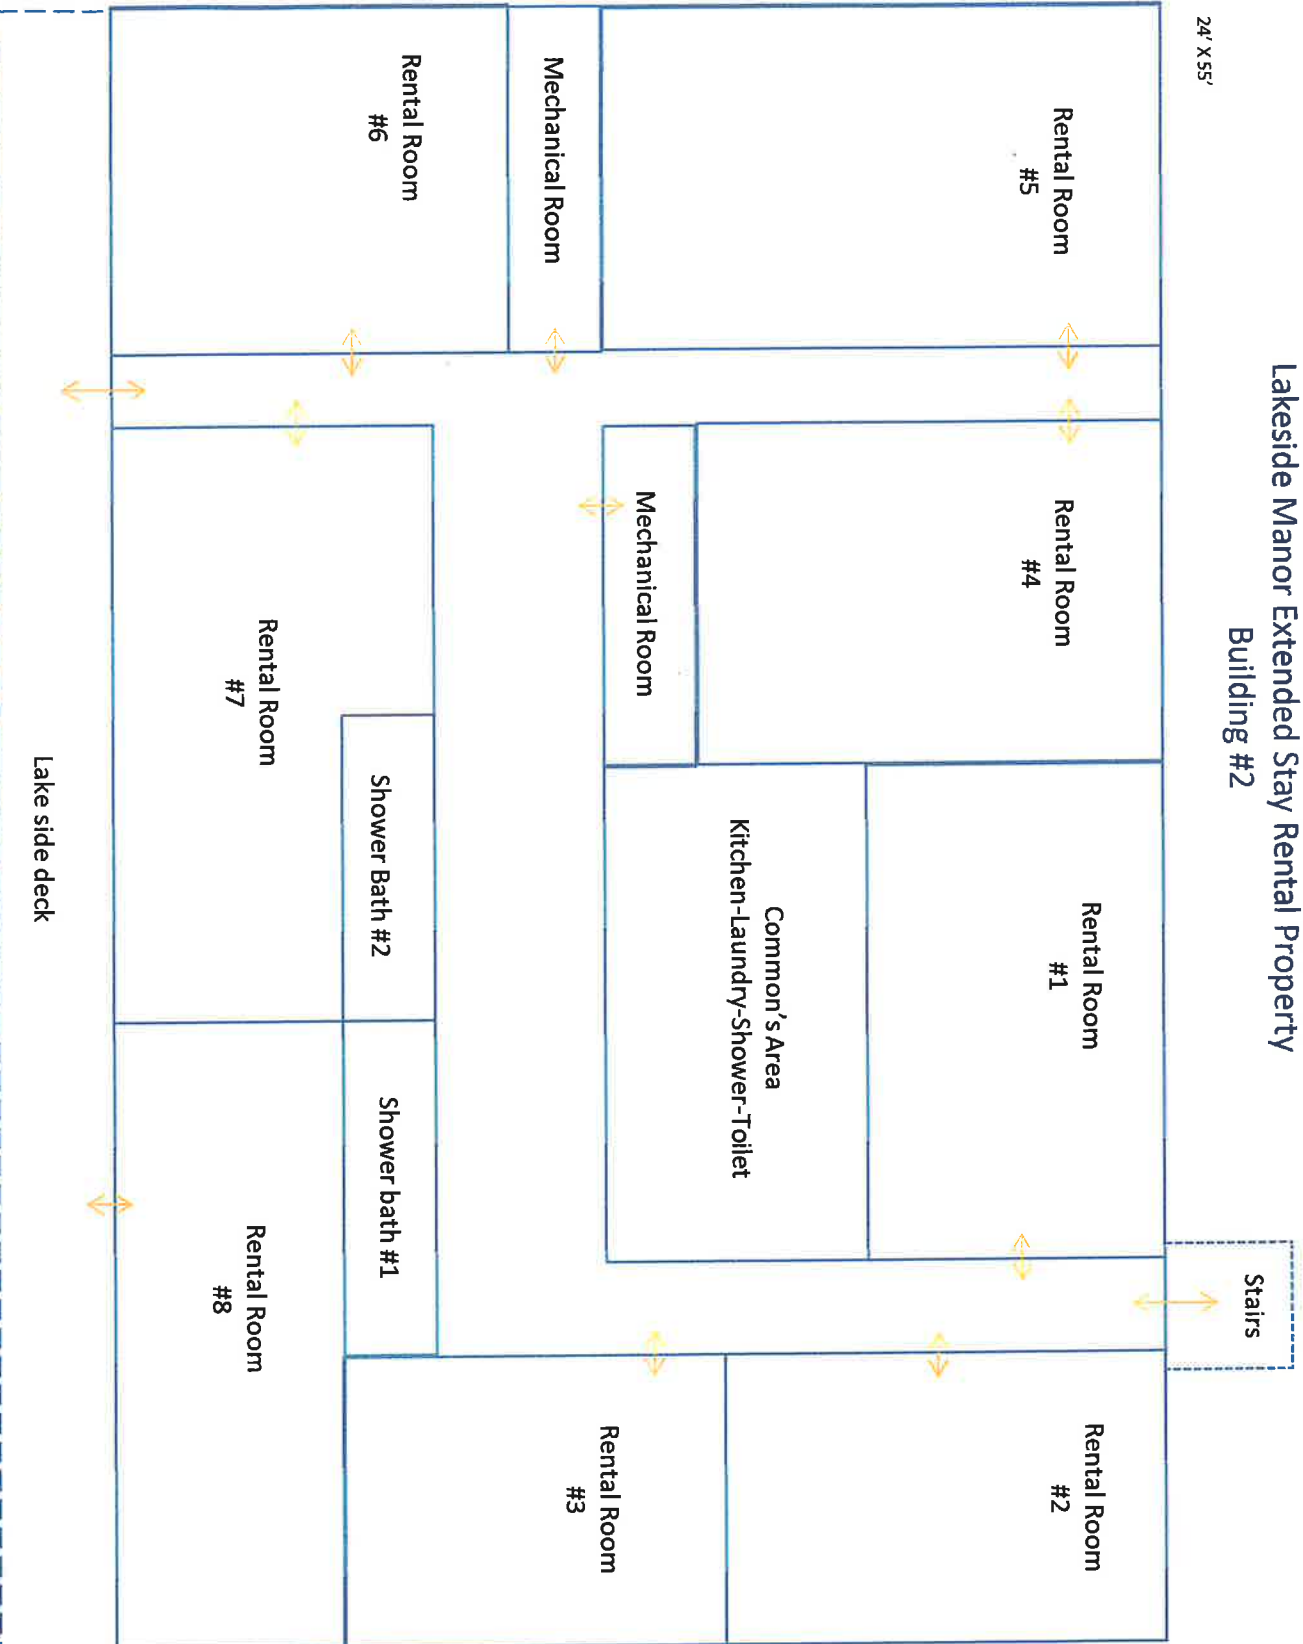 Lakeside Manor Extended Stay Rental Property
Building #2
24' X 55'
Stairs
Rental Room
#5
Rental Room
#4
Rental Room
#1
Rental Room
#2
Common's Area
Kitchen-Laundry-Shower-Toilet
Mechanical Room
Mechanical Room
Rental Room
#3
Rental Room
#6
Shower Bath #2
Shower bath #1
Rental Room
#7
Rental Room
#8
Lake side deck